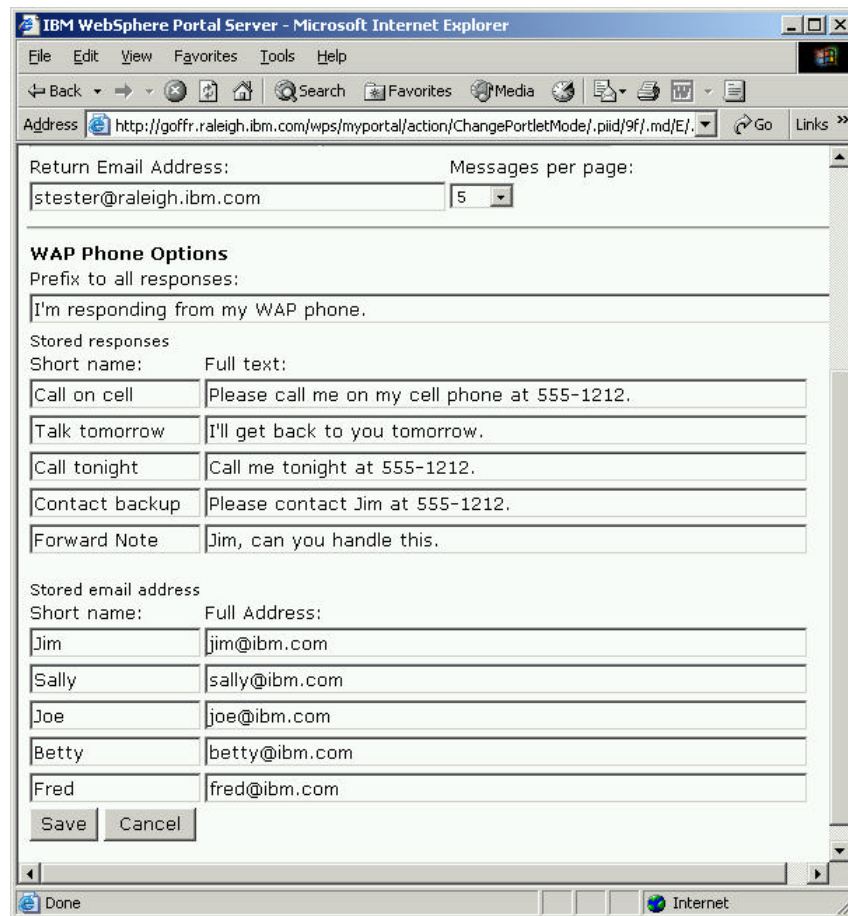 IBM WebSphere Portal Server - Microsoft Internet Explorer
File Edit View Favorites Tools Help
Back Search Favorites Media
Address http://goffr.raleigh.ibm.com/wps/myportal/action/ChangePortletMode/.piid/9f/.md/E/. Go Links »
Return Email Address: Messages per page:
stester@raleigh.ibm.com 5
WAP Phone Options
Prefix to all responses:
I'm responding from my WAP phone.
Stored responses
Short name: Full text:
Call on cell Please call me on my cell phone at 555-1212.
Talk tomorrow I'll get back to you tomorrow.
Call tonight Call me tonight at 555-1212.
Contact backup Please contact Jim at 555-1212.
Forward Note Jim, can you handle this.
Stored email address
Short name: Full Address:
Jim jim@ibm.com
Sally sally@ibm.com
Joe joe@ibm.com
Betty betty@ibm.com
Fred fred@ibm.com
Save Cancel
Done Internet